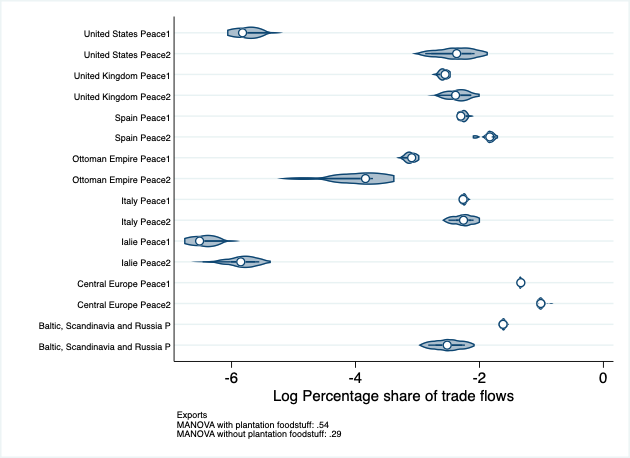 United States Peace1
United States Peace2
United Kingdom Peace1
United Kingdom Peace2
Spain Peace1
Spain Peace2
Ottoman Empire Peace1
Ottoman Empire Peace2
Italy Peace1
Italy Peace2
Ialie Peace1
Ialie Peace2
Central Europe Peace1
Central Europe Peace2
Baltic, Scandinavia and Russia P
Baltic, Scandinavia and Russia P
-6 -4 -2 0
Log Percentage share of trade flows
Exports
MANOVA with plantation foodstuff: .54
MANOVA without plantation foodstuff: .29